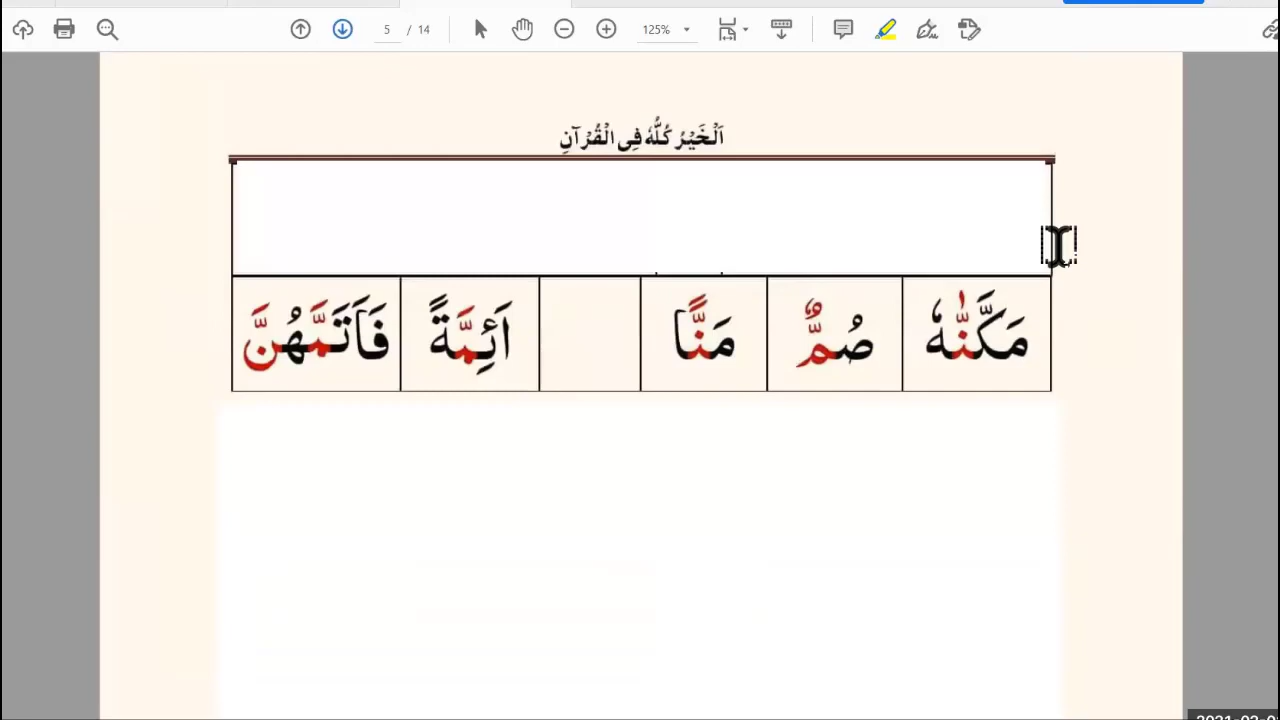 5 / 14 125%
اَلْخَيْرُ كُلُّهٗ فِى الْقُرْآنِ
مَكَّنّٰهُ صُمٌّ مَنًّا اَئِمَّةً فَاَتَمَّهُنَّ